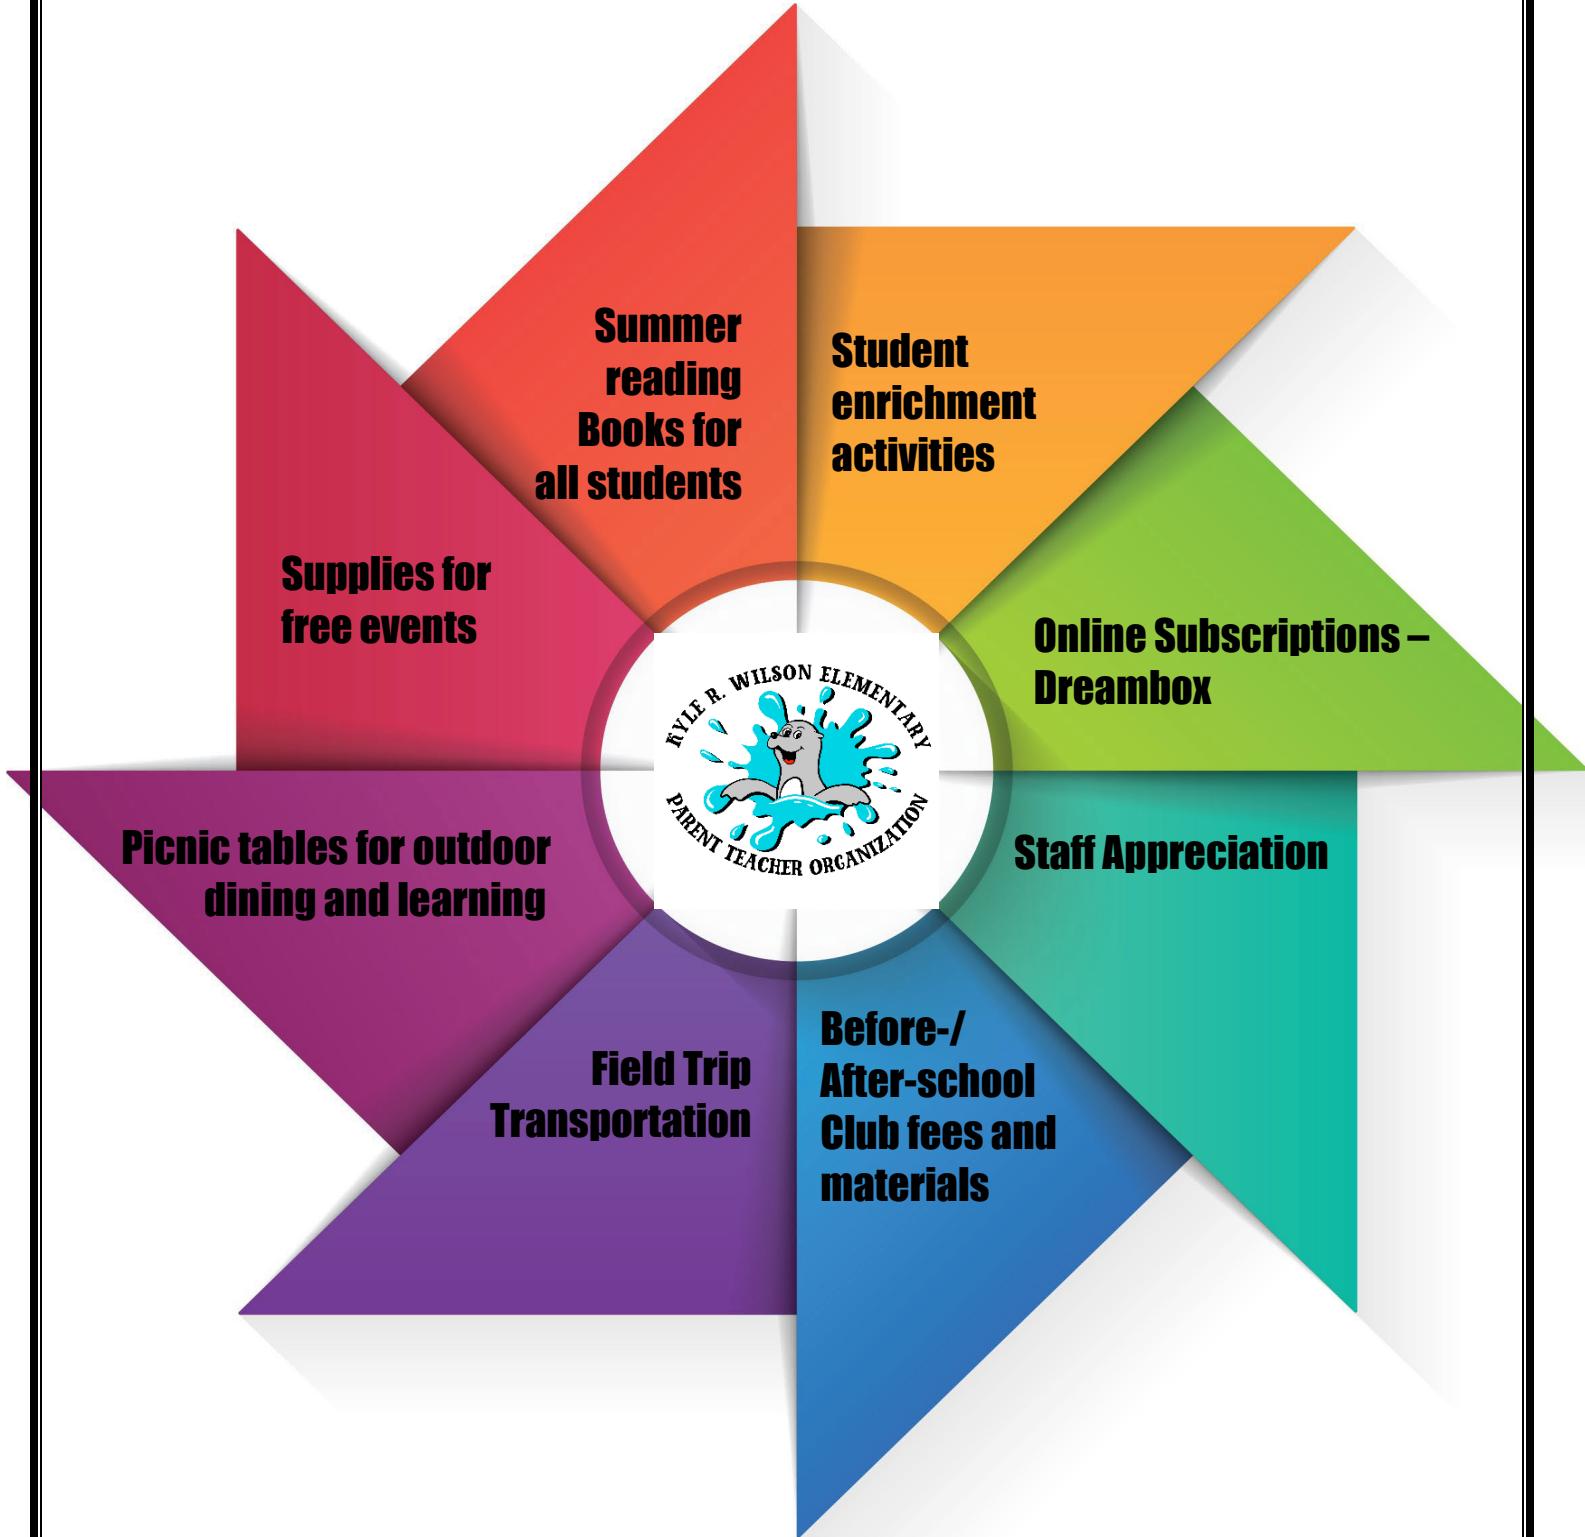 Summer
reading
Books for
all students
Student
enrichment
activities
Supplies for
free events
Online Subscriptions –
Dreambox
KYLE R. WILSON ELEMENTARY
PARENT TEACHER ORGANIZATION
Picnic tables for outdoor
dining and learning
Staff Appreciation
Field Trip
Transportation
Before-/
After-school
Club fees and
materials